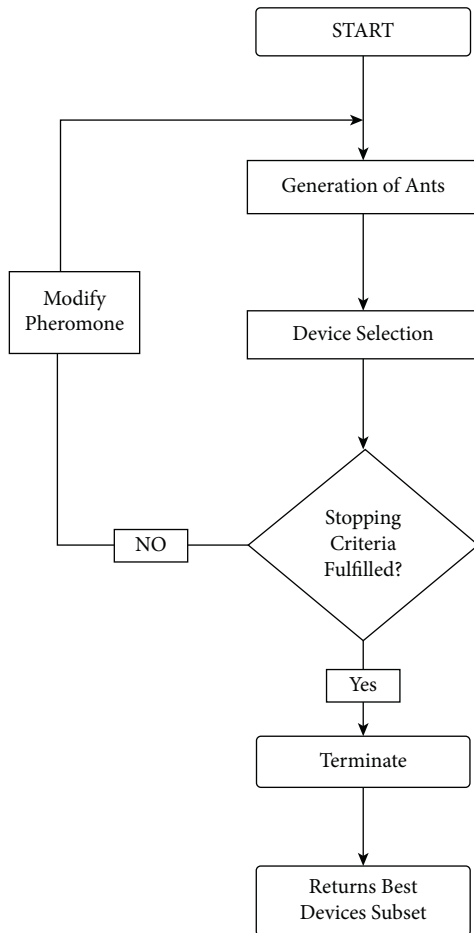 START
Generation of Ants
Modify
Pheromone
Device Selection
Stopping
Criteria
Fulfilled?
NO
Yes
Terminate
Returns Best
Devices Subset